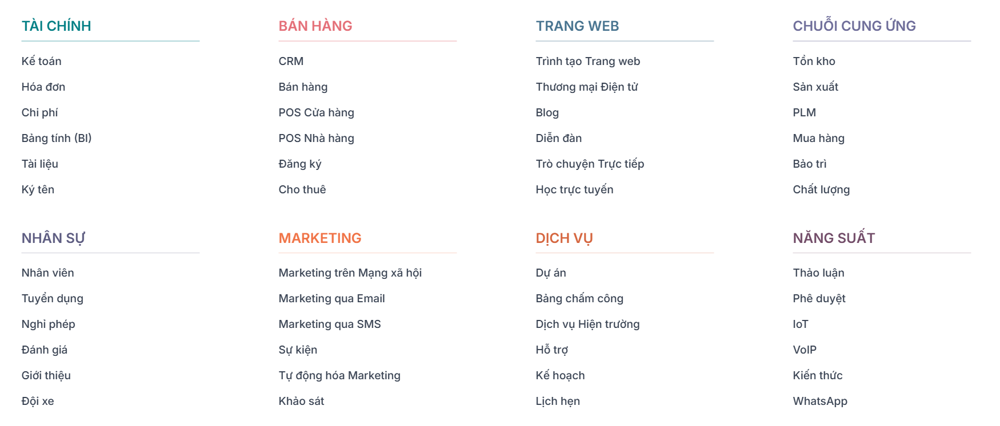 TÀI CHÍNH
Kế toán
Hóa đơn
Chi phí
Bảng tính (BI)
Tài liệu
Ký tên
BÁN HÀNG
CRM
Bán hàng
POS Cửa hàng
POS Nhà hàng
Đăng ký
Cho thuê
TRANG WEB
Trình tạo Trang web
Thương mại Điện tử
Blog
Diễn đàn
Trò chuyện Trực tiếp
Học trực tuyến
CHUỖI CUNG ỨNG
Tồn kho
Sản xuất
PLM
Mua hàng
Bảo trì
Chất lượng
NHÂN SỰ
Nhân viên
Tuyển dụng
Nghỉ phép
Đánh giá
Giới thiệu
Đội xe
MARKETING
Marketing trên Mạng xã hội
Marketing qua Email
Marketing qua SMS
Sự kiện
Tự động hóa Marketing
Khảo sát
DỊCH VỤ
Dự án
Bảng chấm công
Dịch vụ Hiện trường
Hỗ trợ
Kế hoạch
Lịch hẹn
NĂNG SUẤT
Thảo luận
Phê duyệt
IoT
VoIP
Kiến thức
WhatsApp